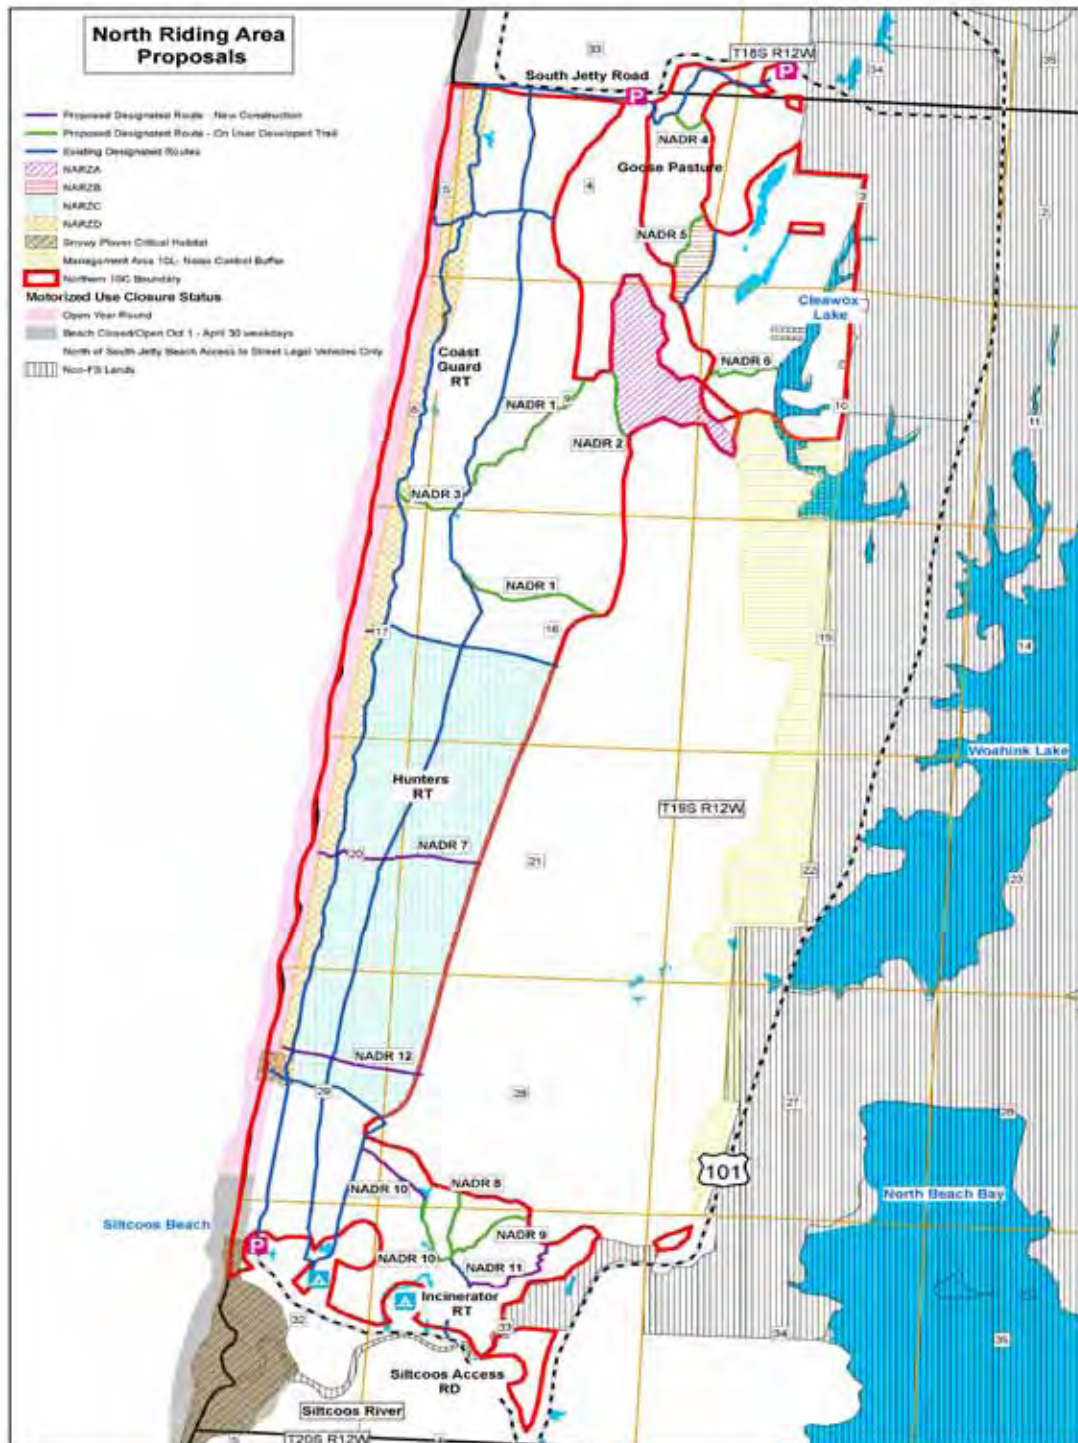 North Riding Area
Proposals
Proposed Designated Route - New Construction
Proposed Designated Route - On User Developed Trail
Existing Designated Routes
NARZA
NARZB
NARZC
NARZD
Snowy Plover Critical Habitat
Management Area 10L- Noise Control Buffer
Northern 10C Boundary
Motorized Use Closure Status
Open Year Round
Beach Closed/Open Oct 1 - April 30 weekdays
North of South Jetty Beach Access to Street Legal Vehicles Only
Non-FS Lands
33
T18S R12W
34
35
South Jetty Road
P
P
NADR 4
Goose Pasture
5
4
3
2
NADR 5
Cleawox
Lake
Coast
Guard
RT
NADR 6
NADR 1
9
8
10
11
NADR 2
NADR 3
NADR 1
16
17
15
14
Woahink Lake
Hunters
RT
T19S R12W
NADR 7
20
21
22
23
NADR 12
29
28
27
26
101
NADR 8
NADR 10
North Beach Bay
Siltcoos Beach
P
NADR 9
NADR 10
NADR 11
Incinerator
RT
32
33
34
35
Siltcoos Access
RD
Siltcoos River
T20S R12W